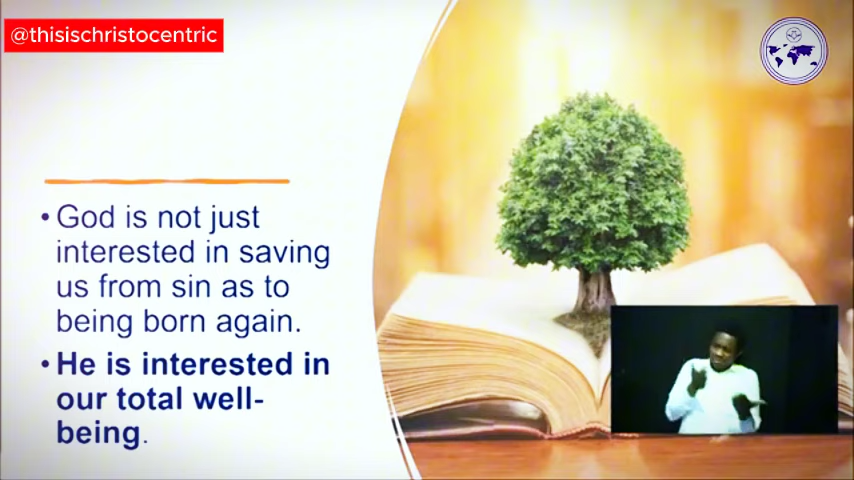 @thisischristocentric
• God is not just
interested in saving
us from sin as to
being born again.
• He is interested in
our total well-
being.